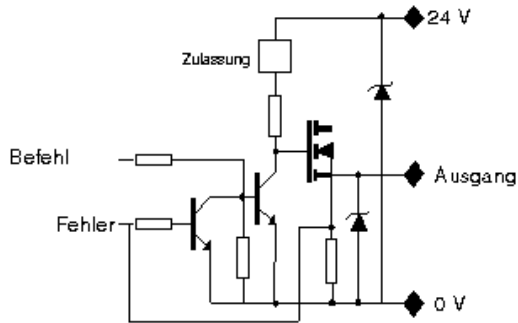 24 V
Zulassung
Befehl
Ausgang
Fehler
0 V